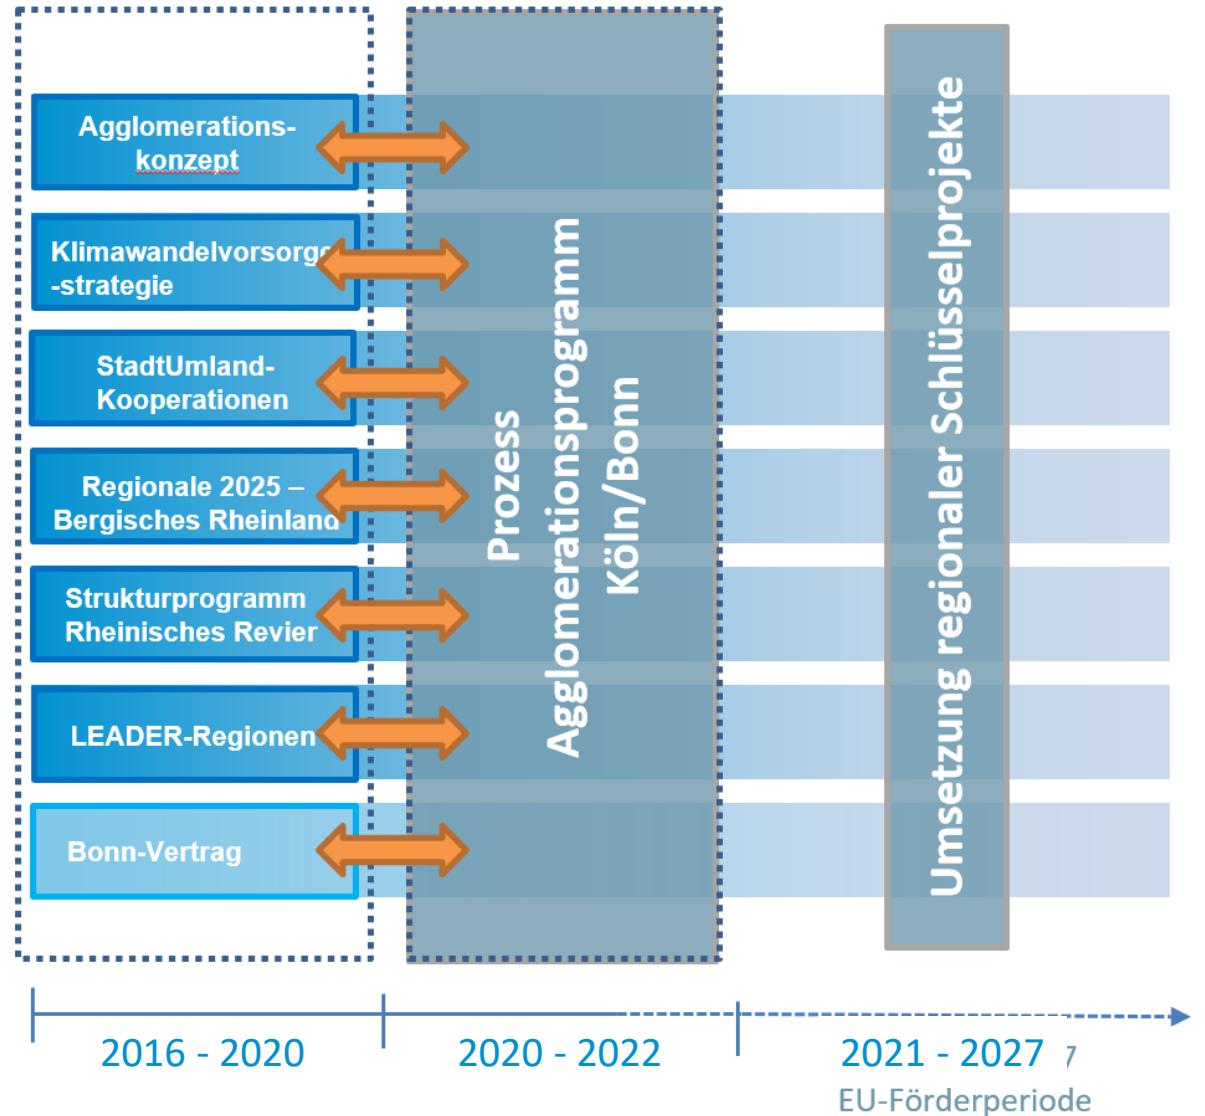 Agglomerations-
konzept
Klimawandelvorsorge
-strategie
StadtUmland-
Kooperationen
Regionale 2025 –
Bergisches Rheinland
Strukturprogramm
Rheinisches Revier
LEADER-Regionen
Bonn-Vertrag
Prozess
Agglomerationsprogramm
Köln/Bonn
Umsetzung regionaler Schlüsselprojekte
2016 - 2020
2020 - 2022
2021 - 2027 7
EU-Förderperiode